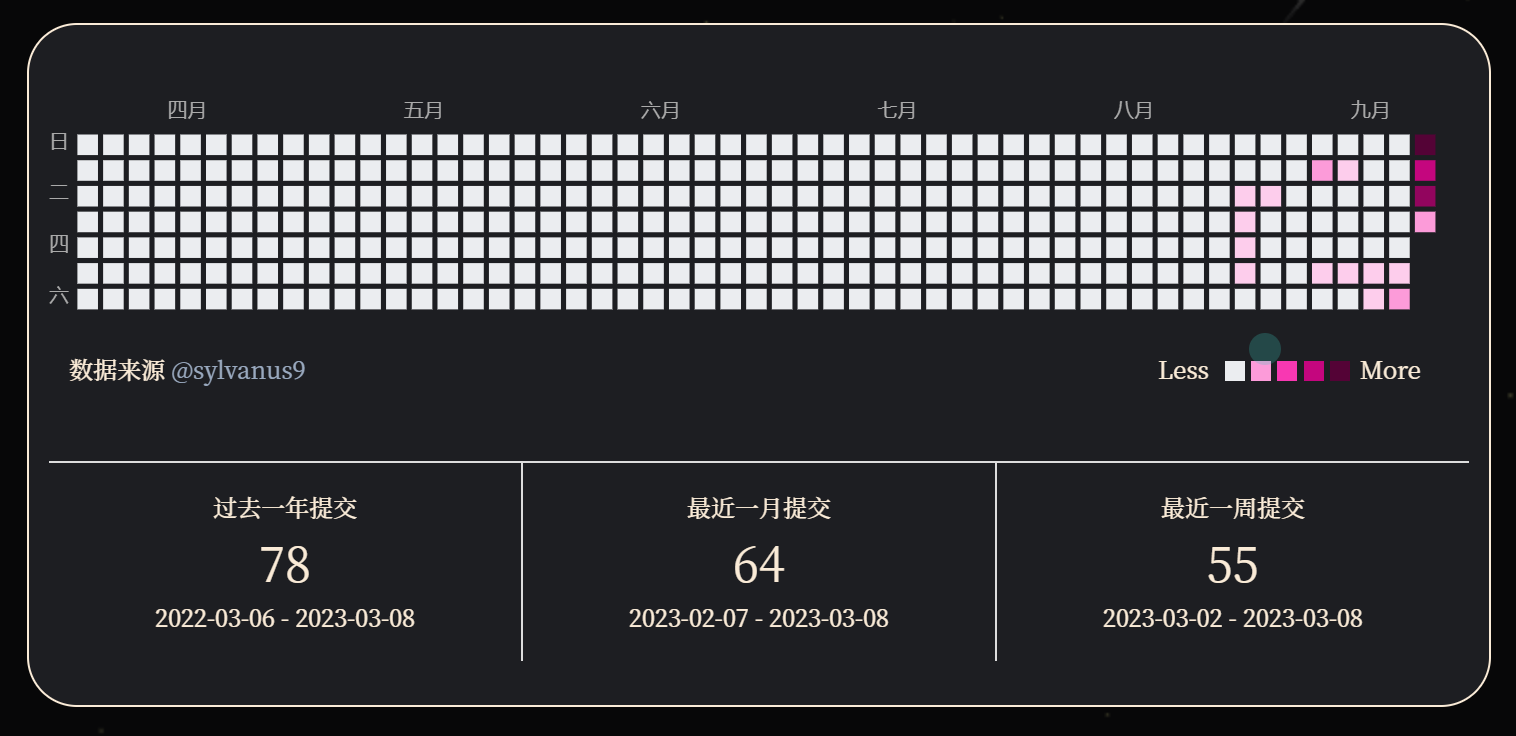 四月 五月 六月 七月 八月 九月
日
二
四
六
数据来源 @sylvanus9
Less More
过去一年提交
78
2022-03-06 - 2023-03-08
最近一月提交
64
2023-02-07 - 2023-03-08
最近一周提交
55
2023-03-02 - 2023-03-08